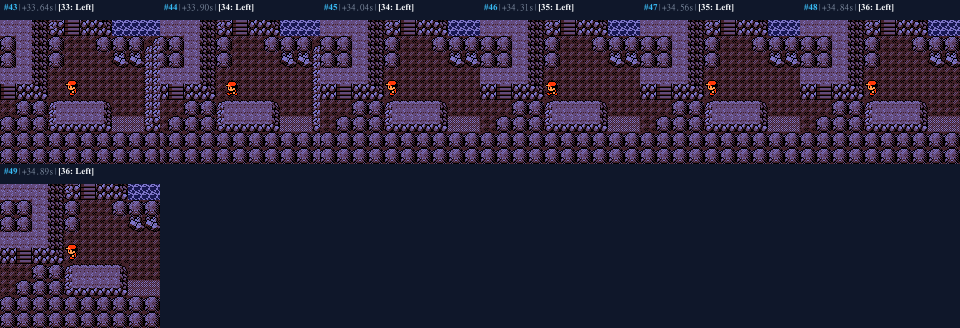 #43|+33.64s| [33: Left]
#44|+33.90s| [34: Left]
#45|+34.04s| [34: Left]
#46|+34.31s| [35: Left]
#47|+34.56s| [35: Left]
#48|+34.84s| [36: Left]
#49|+34.89s| [36: Left]